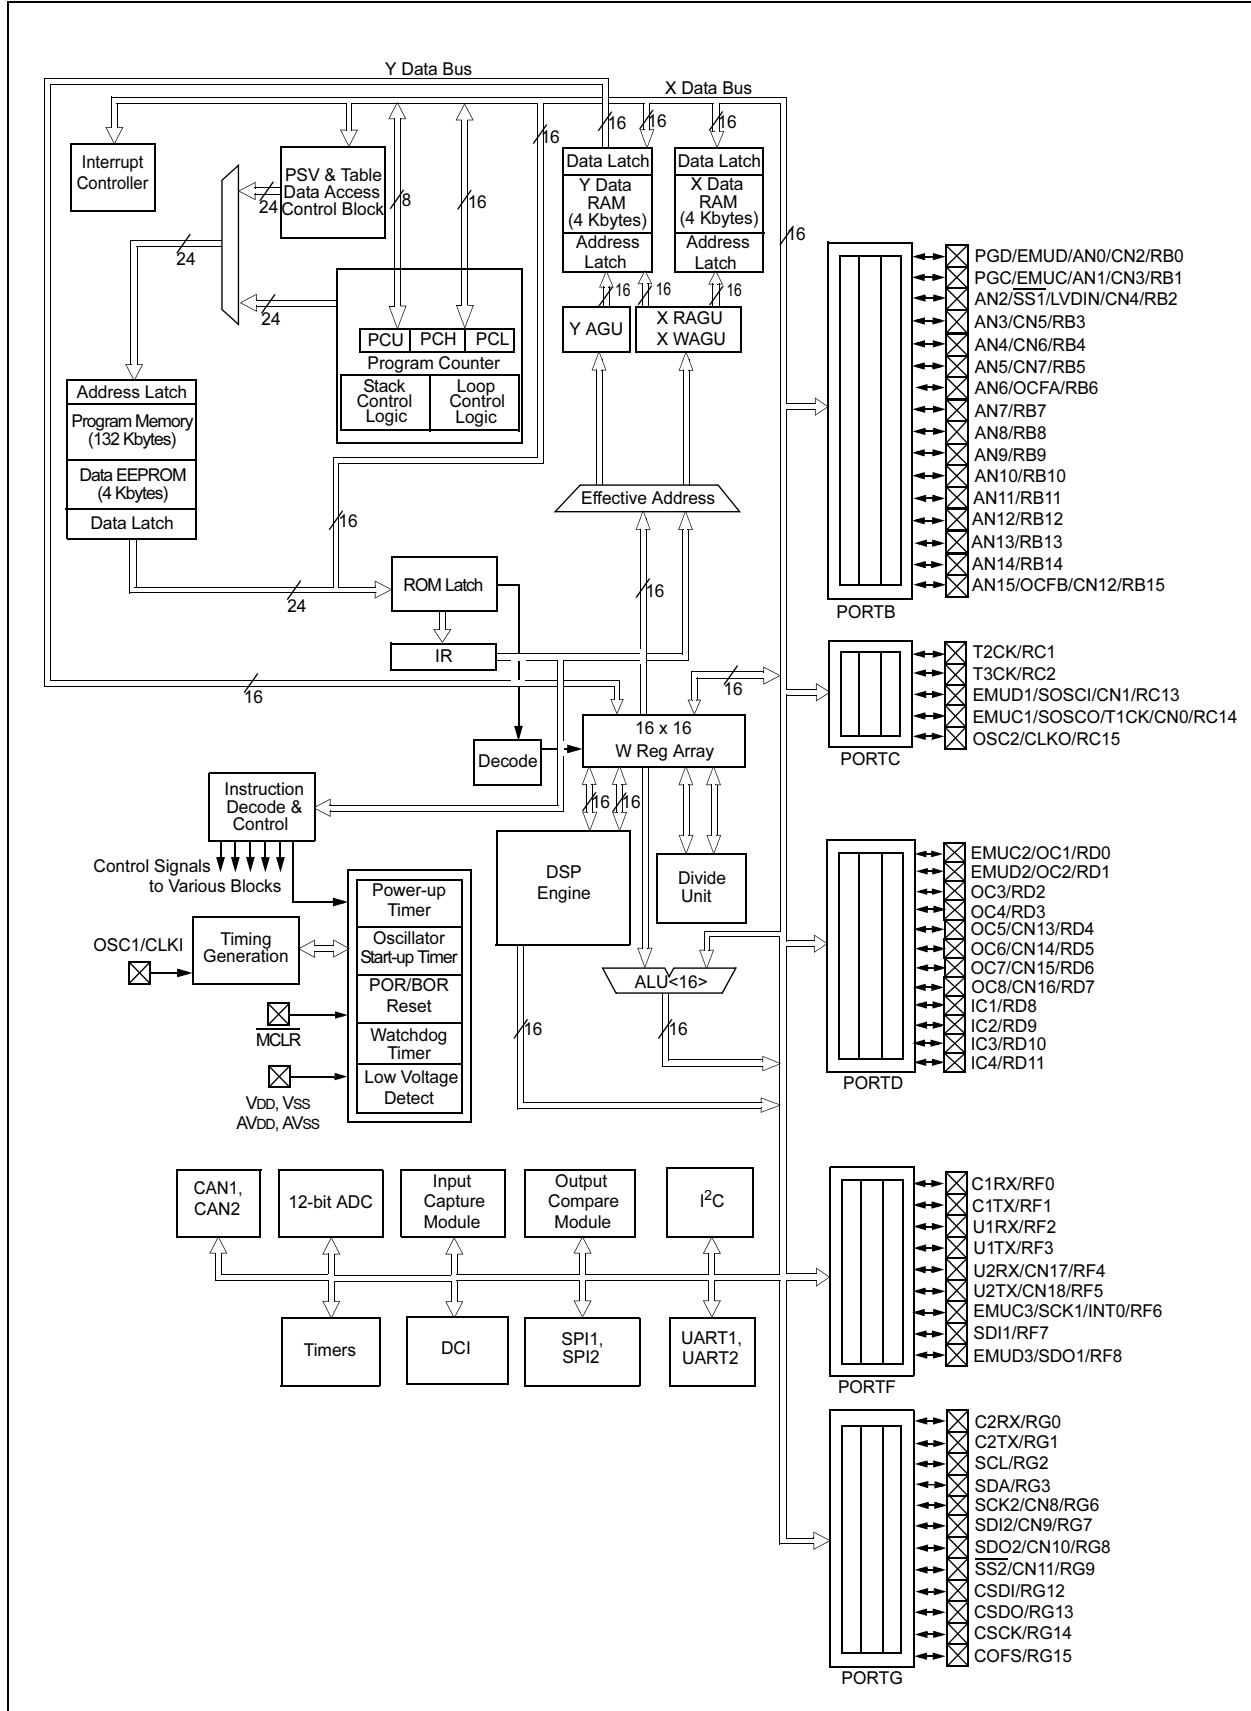 Y Data Bus
X Data Bus
16
16
16
16
16
Interrupt
Controller
PSV & Table
Data Access
Control Block
24
8
16
24
24
Data Latch
Y Data
RAM
(4 Kbytes)
Address
Latch
Data Latch
X Data
RAM
(4 Kbytes)
Address
Latch
16
16
16
Y AGU
X RAGU
X WAGU
PCU
PCH
PCL
Program Counter
Stack
Control
Logic
Loop
Control
Logic
Address Latch
Program Memory
(132 Kbytes)
Data EEPROM
(4 Kbytes)
Data Latch
Effective Address
16
24
ROM Latch
IR
16
16
16
16 x 16
W Reg Array
Decode
Instruction
Decode &
Control
Control Signals
to Various Blocks
16
16
DSP
Engine
Divide
Unit
OSC1/CLKI
Timing
Generation
Power-up
Timer
Oscillator
Start-up Timer
POR/BOR
Reset
Watchdog
Timer
Low Voltage
Detect
MCLR
VDD, VSS
AVDD, AVSS
ALU<16>
16
16
CAN1,
CAN2
12-bit ADC
Input
Capture
Module
Output
Compare
Module
I2C
Timers
DCI
SPI1,
SPI2
UART1,
UART2
PGD/EMUD/AN0/CN2/RB0
PGC/EMUC/AN1/CN3/RB1
AN2/SS1/LVDIN/CN4/RB2
AN3/CN5/RB3
AN4/CN6/RB4
AN5/CN7/RB5
AN6/OCFA/RB6
AN7/RB7
AN8/RB8
AN9/RB9
AN10/RB10
AN11/RB11
AN12/RB12
AN13/RB13
AN14/RB14
AN15/OCFB/CN12/RB15
PORTB
T2CK/RC1
T3CK/RC2
EMUD1/SOSCI/CN1/RC13
EMUC1/SOSCO/T1CK/CN0/RC14
OSC2/CLKO/RC15
PORTC
EMUC2/OC1/RD0
EMUD2/OC2/RD1
OC3/RD2
OC4/RD3
OC5/CN13/RD4
OC6/CN14/RD5
OC7/CN15/RD6
OC8/CN16/RD7
IC1/RD8
IC2/RD9
IC3/RD10
IC4/RD11
PORTD
C1RX/RF0
C1TX/RF1
U1RX/RF2
U1TX/RF3
U2RX/CN17/RF4
U2TX/CN18/RF5
EMUC3/SCK1/INT0/RF6
SDI1/RF7
EMUD3/SDO1/RF8
PORTF
C2RX/RG0
C2TX/RG1
SCL/RG2
SDA/RG3
SCK2/CN8/RG6
SDI2/CN9/RG7
SDO2/CN10/RG8
SS2/CN11/RG9
CSDI/RG12
CSDO/RG13
CSCK/RG14
COFS/RG15
PORTG